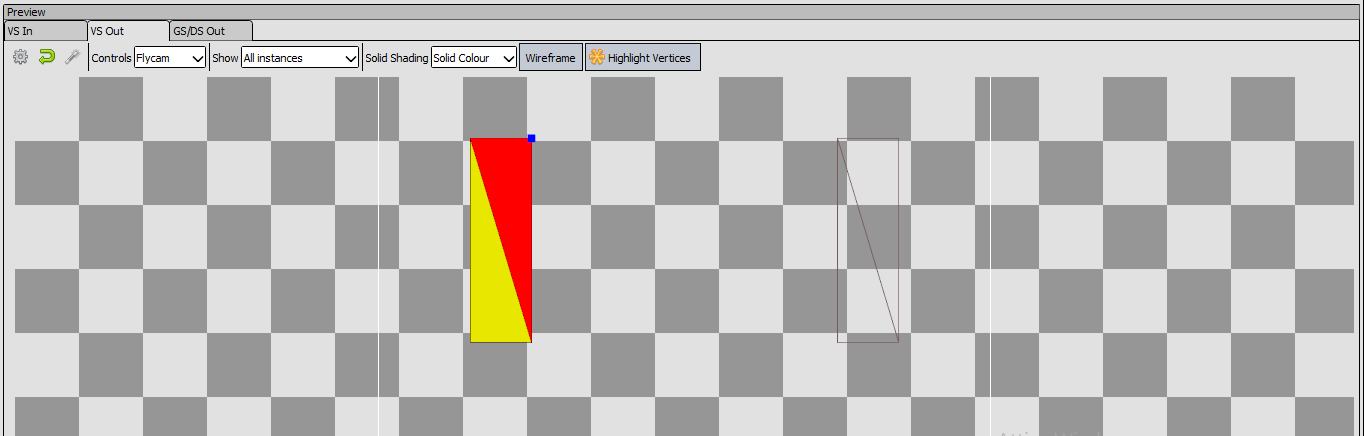 Preview
VS In VS Out GS/DS Out
Controls Flycam Show All instances Solid Shading Solid Colour Wireframe Highlight Vertices